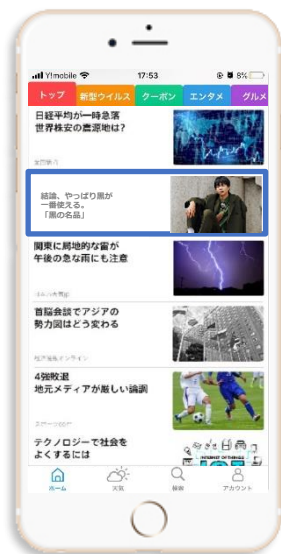 Y!mobile 17:53 8%
トップ 新型ウイルス クーポン エンタメ グルメ
日経平均が一時急落
世界株安の震源地は?
結論、やっぱり黒が
一番使える。
「黒の名品」
関東に局地的な雷が
午後の急な雨にも注意
首脳会談でアジアの
勢力図はどう変わる
4強敗退
地元メディアが厳しい論調
テクノロジーで社会を
よくするには
INTERNET OF THINGS
ホーム 天気 検索 アカウント